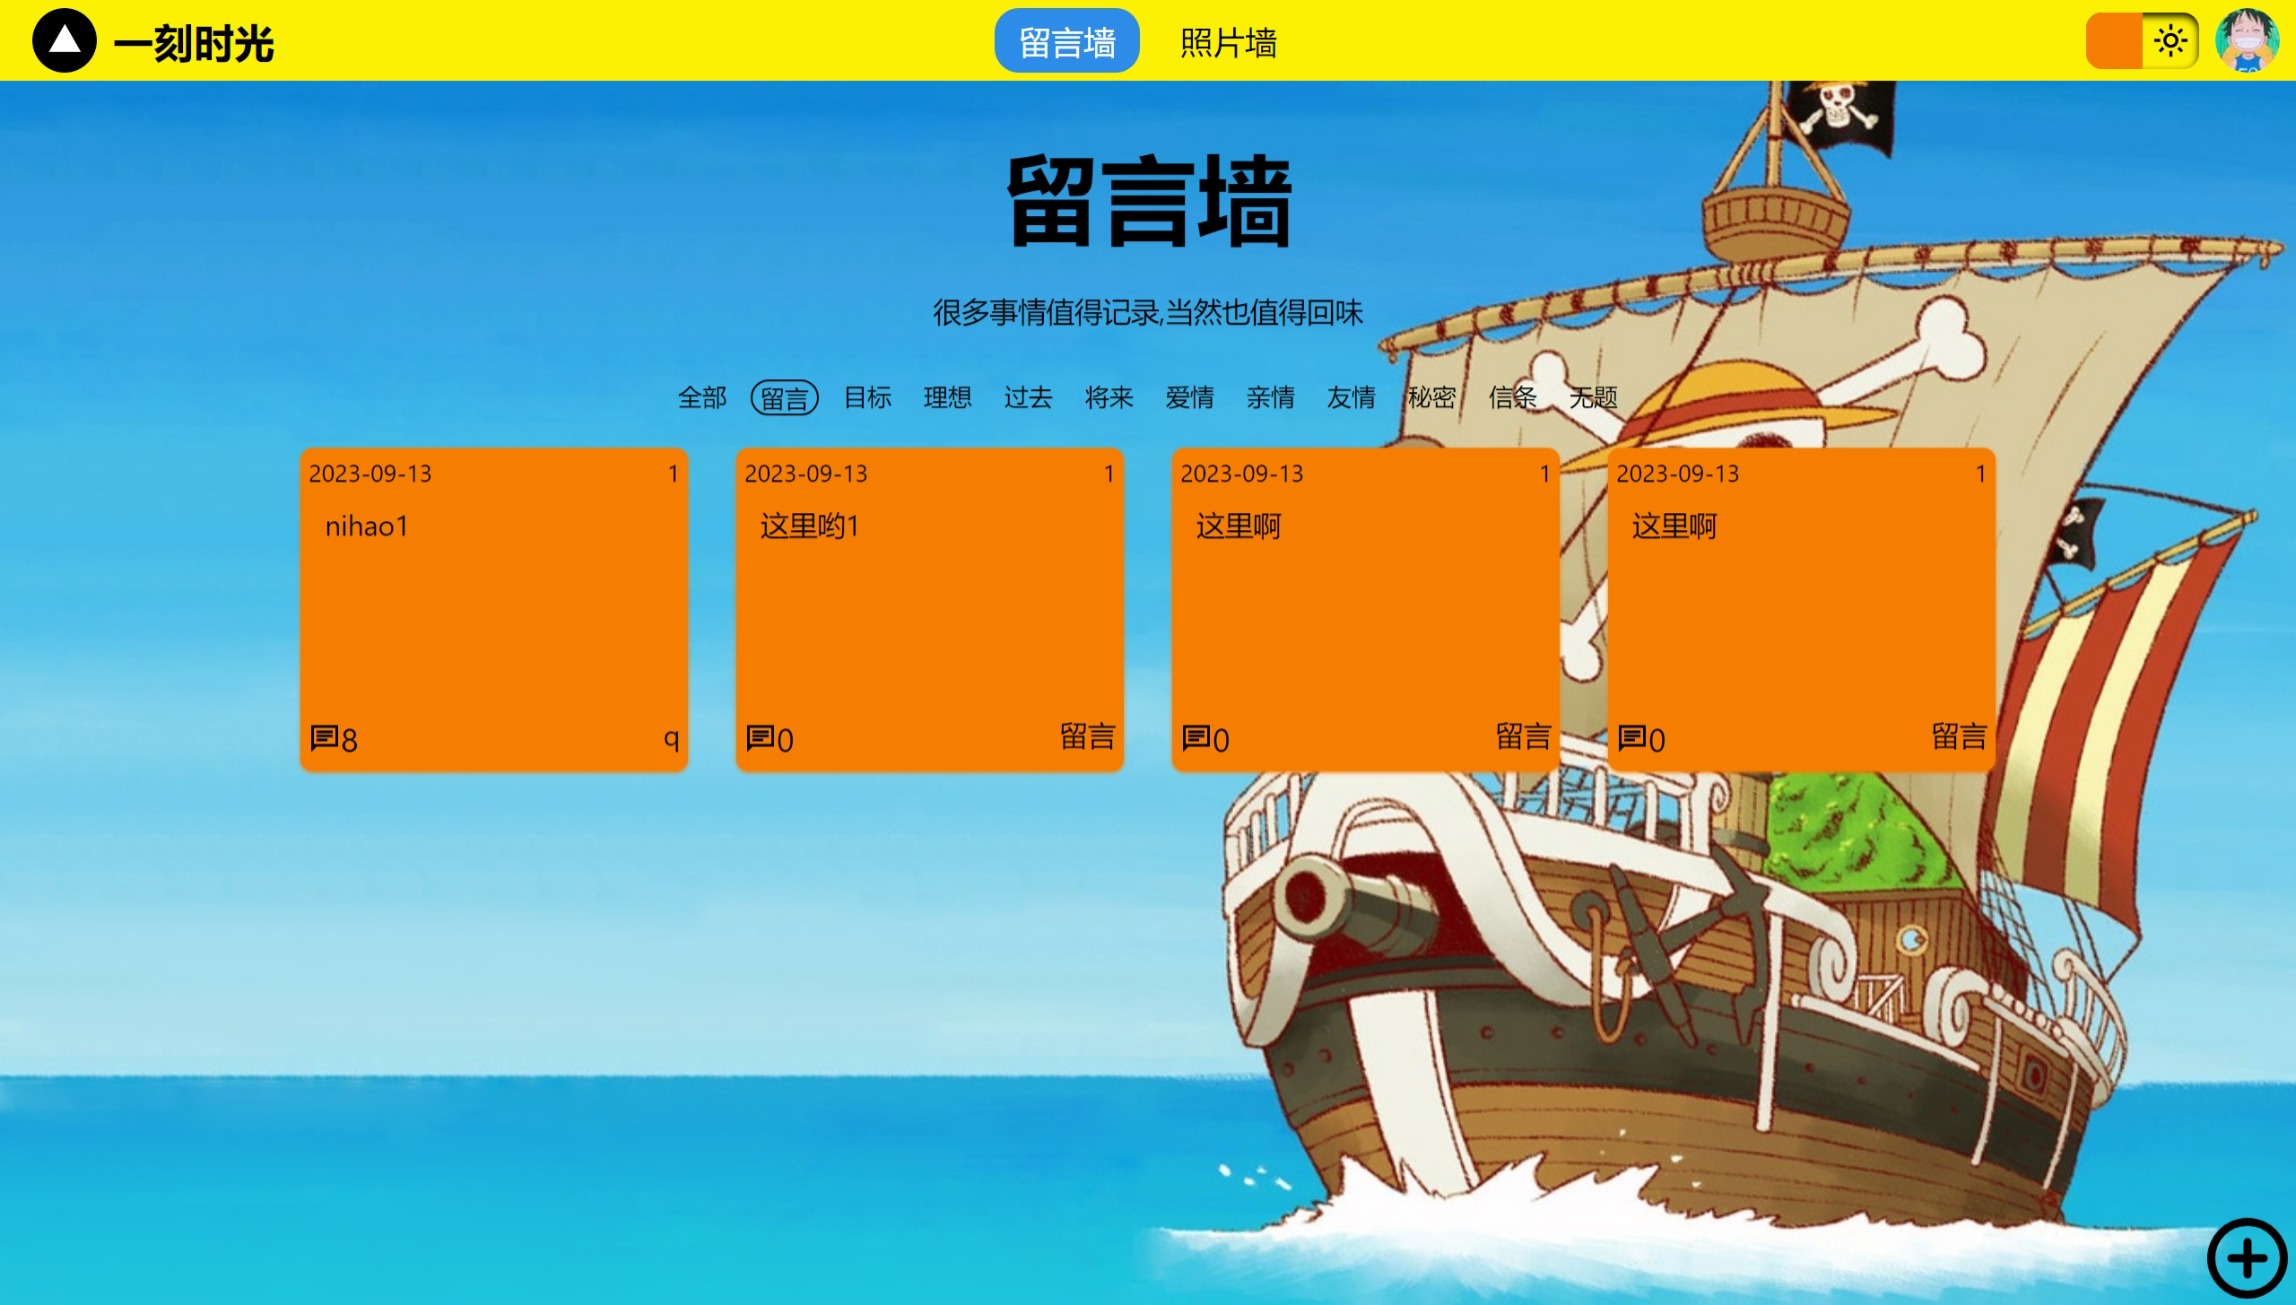 一刻时光
留言墙 照片墙
留言墙
很多事情值得记录,当然也值得回味
全部 留言 目标 理想 过去 将来 爱情 亲情 友情 秘密 信条 无题
2023-09-13 1
nihao1
8 q
2023-09-13 1
这里哟1
0 留言
2023-09-13 1
这里啊
0 留言
2023-09-13 1
这里啊
0 留言